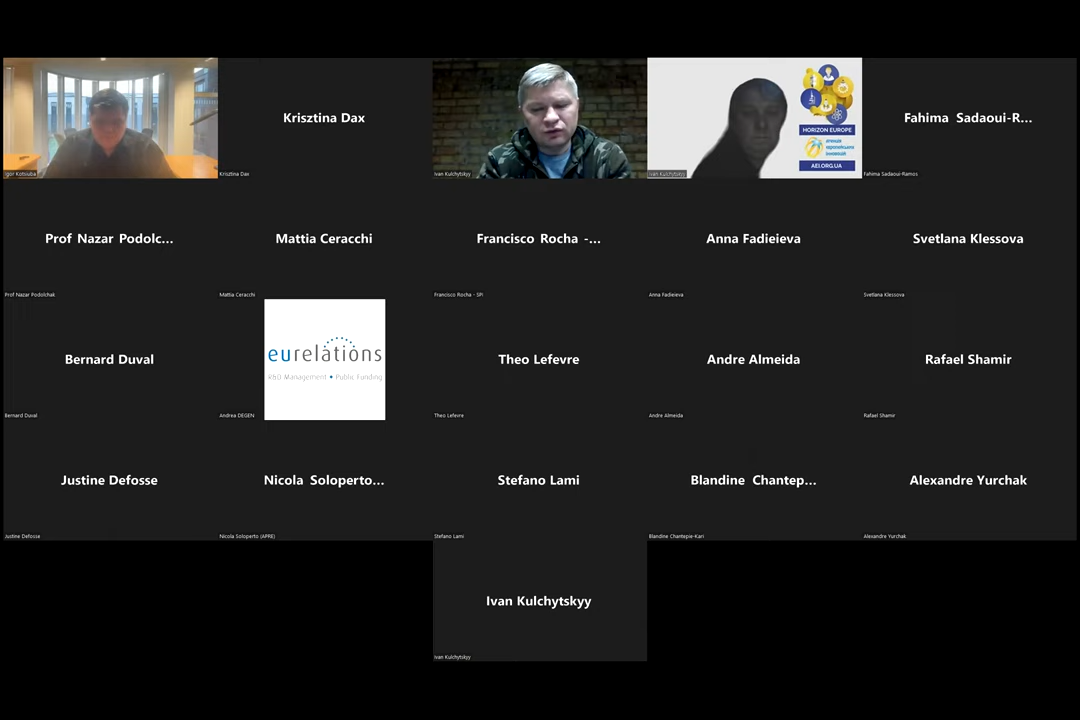 Igor Kotsiuba
Krisztina Dax
Krisztina Dax
Ivan Kulchytskyy
HORIZON EUROPE
агенція
європейських
інновацій
AEI.ORG.UA
Ivan Kulchytskyy
Fahima Sadaoui-R...
Fahima Sadaoui-Ramos
Prof Nazar Podolc...
Prof Nazar Podolchak
Mattia Ceracchi
Mattia Ceracchi
Francisco Rocha -...
Francisco Rocha - SPI
Anna Fadieieva
Anna Fadieieva
Svetlana Klessova
Svetlana Klessova
Bernard Duval
Bernard Duval
eurelations
R&D Management • Public Funding
Andrea DEGEN
Theo Lefevre
Theo Lefevre
Andre Almeida
Andre Almeida
Rafael Shamir
Rafael Shamir
Justine Defosse
Justine Defosse
Nicola Soloperto...
Nicola Soloperto (APRE)
Stefano Lami
Stefano Lami
Blandine Chantep...
Blandine Chantepie-Kari
Alexandre Yurchak
Alexandre Yurchak
Ivan Kulchytskyy
Ivan Kulchytskyy